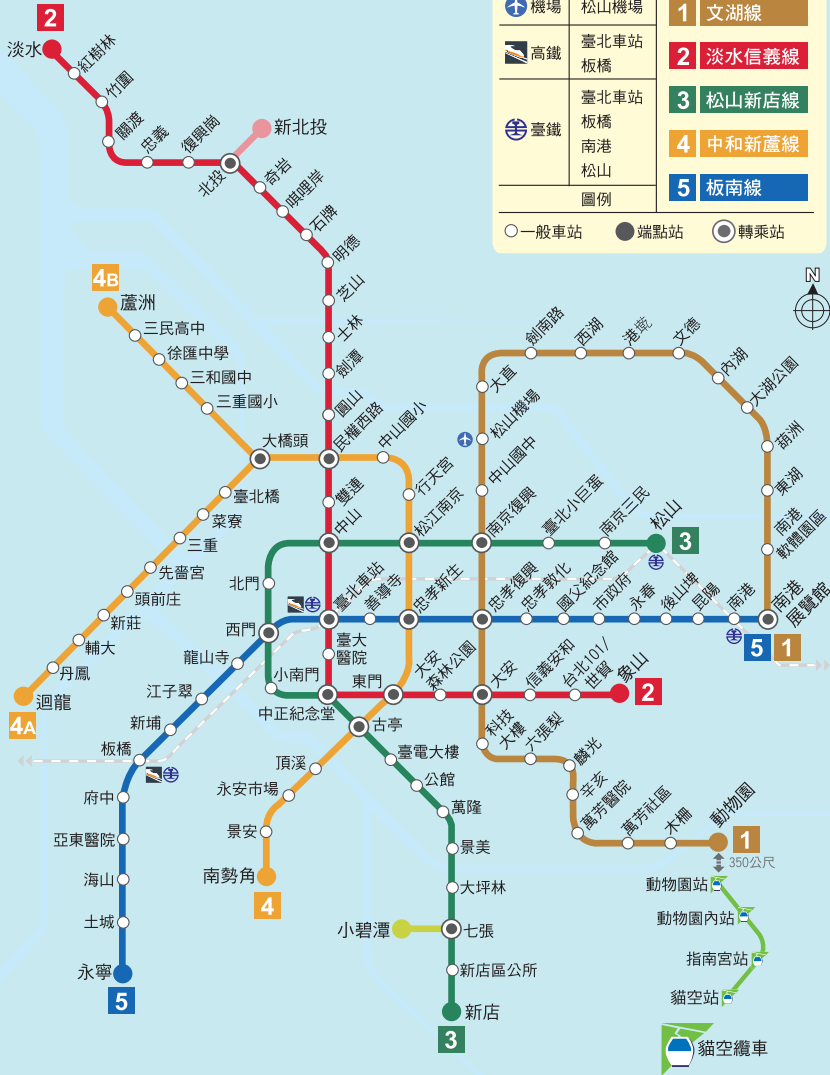 2
淡水
紅樹林
竹圍
關渡
忠義
復興崗
北投
新北投
奇岩
唭哩岸
石牌
明德
芝山
士林
劍潭
圓山
民權西路
雙連
中山
機場
松山機場
高鐵
臺北車站
板橋
臺鐵
臺北車站
板橋
南港
松山
圖例
1 文湖線
2 淡水信義線
3 松山新店線
4 中和新蘆線
5 板南線
一般車站
端點站
轉乘站
N
4B
蘆洲
三民高中
徐匯中學
三和國中
三重國小
大橋頭
中山國小
行天宮
松江南京
臺北橋
菜寮
三重
先嗇宮
頭前庄
新莊
輔大
丹鳳
迴龍
4A
劍南路
西湖
港乾
文德
內湖
大湖公園
葫洲
東湖
南港
軟體園區
大直
松山機場
中山國中
南京復興
臺北小巨蛋
南京三民
松山
3
北門
西門
龍山寺
江子翠
新埔
板橋
府中
亞東醫院
海山
土城
永寧
5
臺北車站
善導寺
忠孝新生
忠孝復興
忠孝敦化
國父紀念館
市政府
永春
後山埤
昆陽
南港
南港
展覽館
5
1
臺大
醫院
小南門
中正紀念堂
東門
大安
森林公園
大安
信義安和
台北101/
世貿
象山
2
古亭
頂溪
永安市場
景安
南勢角
4
臺電大樓
公館
萬隆
景美
大坪林
七張
小碧潭
新店區公所
新店
3
科技
大樓
六張犁
麟光
辛亥
萬芳醫院
萬芳社區
木柵
動物園
1
350公尺
動物園站
動物園內站
指南宮站
貓空站
貓空纜車